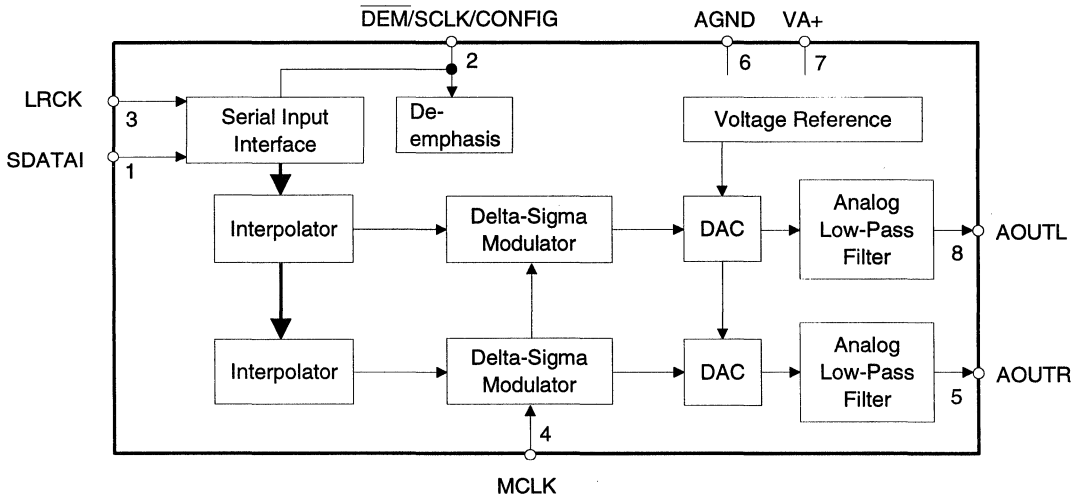 DEM/SCLK/CONFIG
AGND
VA+
2
6
7
LRCK
3
Serial Input
Interface
De-
emphasis
Voltage Reference
SDATAI
1
Interpolator
Delta-Sigma
Modulator
DAC
Analog
Low-Pass
Filter
AOUTL
8
Interpolator
Delta-Sigma
Modulator
DAC
Analog
Low-Pass
Filter
AOUTR
5
4
MCLK